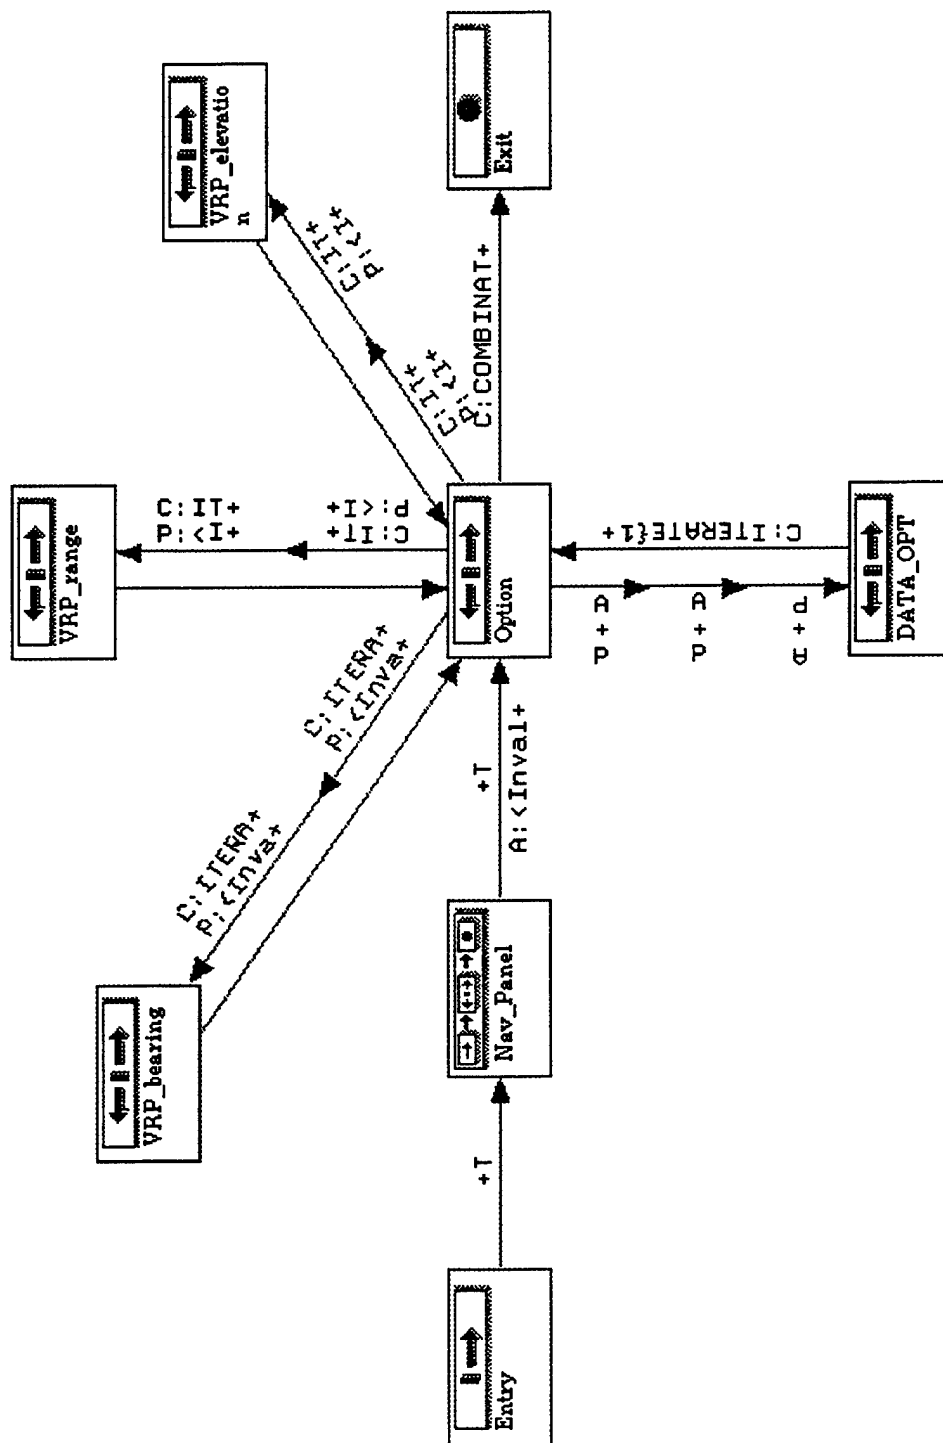 VRP_elevatio
n
Exit
C:IT+
P:<I+
C:IT+
P:<I+
C:COMBINAT+
VRP_range
C:IT+
P:<I+
C:IT+
P:<I+
Option
C:ITERATE{1+
A+P
A+P
DATA_OPT
C:ITERA+
P:<Inva+
C:ITERA+
P:<Inva+
+T
A:<Inval+
VRP_bearing
Nav_Panel
+T
Entry